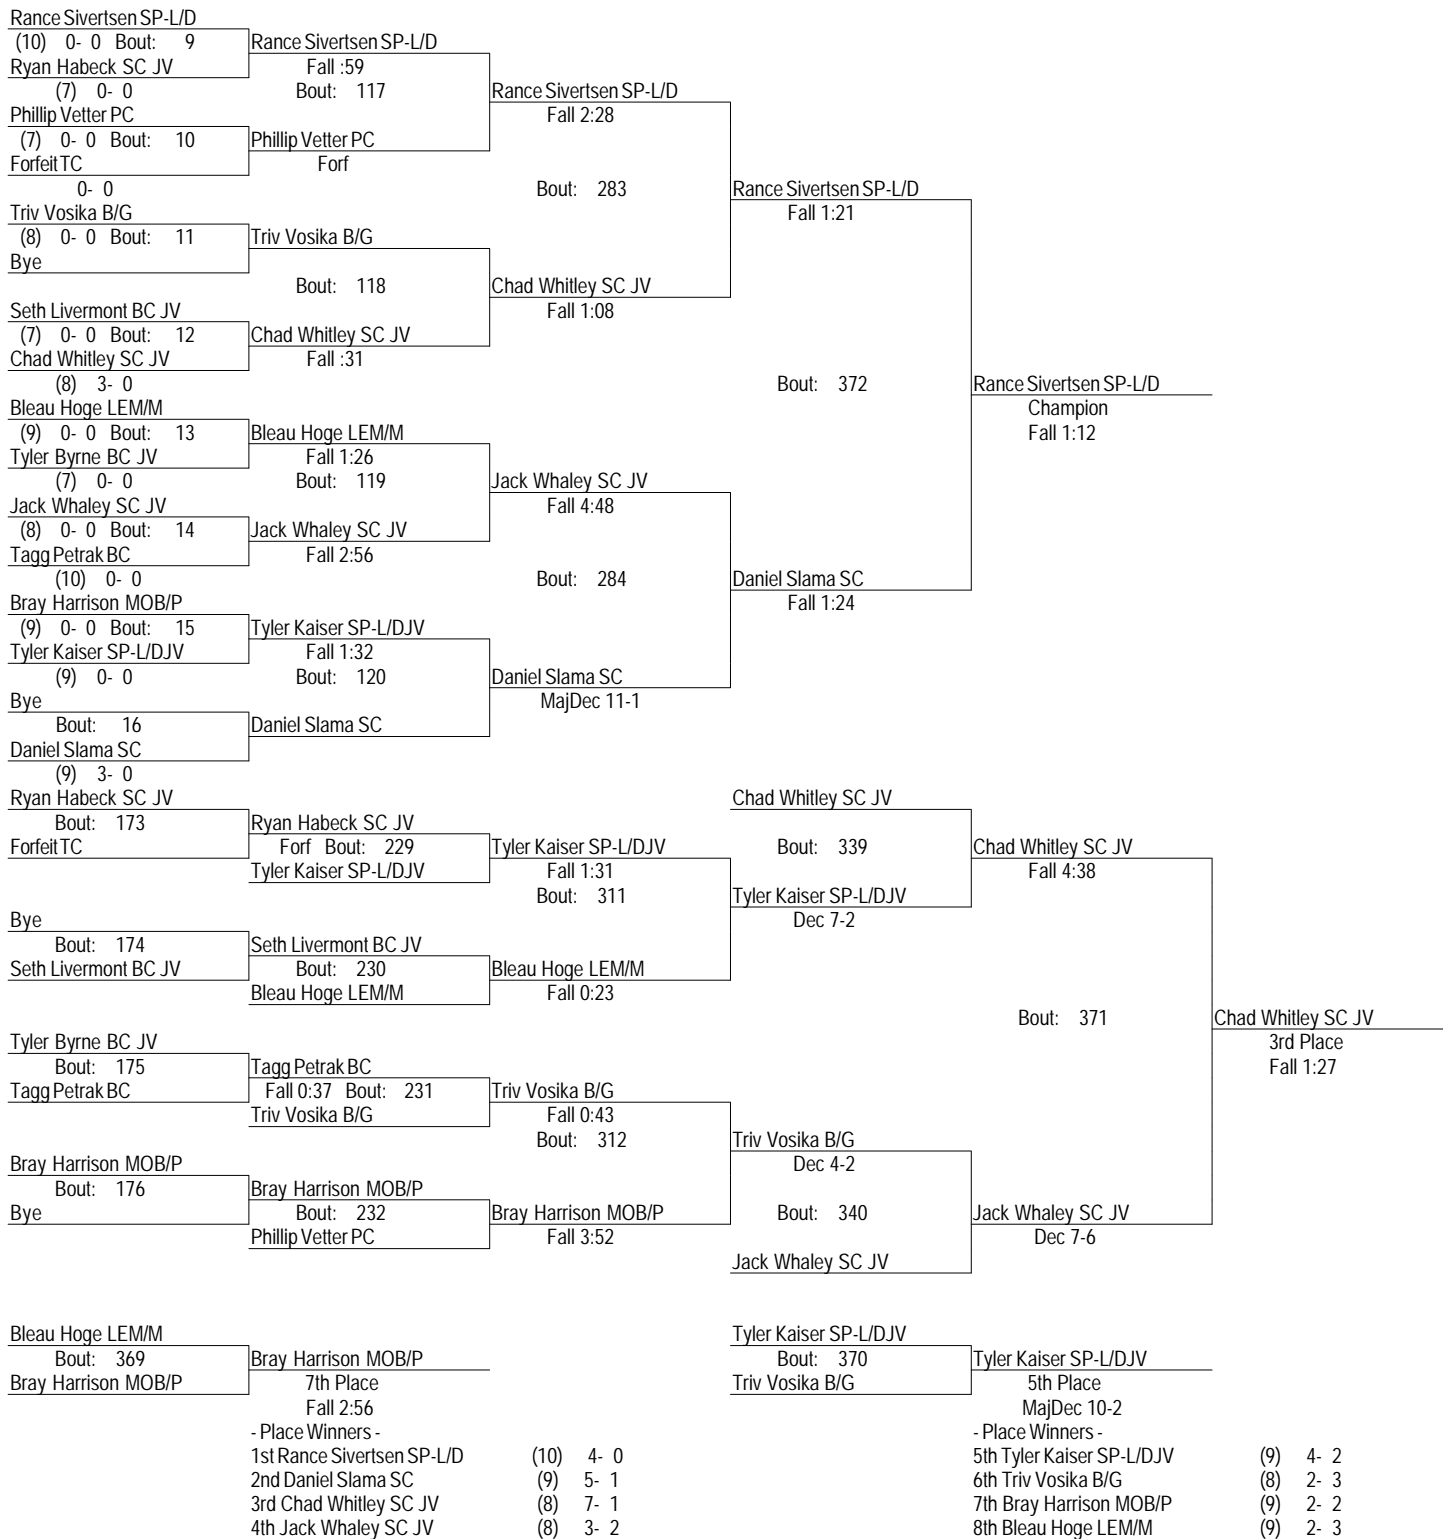 Rance Sivertsen SP-L/D
(10) 0- 0 Bout: 9
Ryan Habeck SC JV
(7) 0- 0
Phillip Vetter PC
(7) 0- 0 Bout: 10
Forfeit TC
0- 0
Triv Vosika B/G
(8) 0- 0 Bout: 11
Bye
Seth Livermont BC JV
(7) 0- 0 Bout: 12
Chad Whitley SC JV
(8) 3- 0
Bleau Hoge LEM/M
(9) 0- 0 Bout: 13
Tyler Byrne BC JV
(7) 0- 0
Jack Whaley SC JV
(8) 0- 0 Bout: 14
Tagg Petrak BC
(10) 0- 0
Bray Harrison MOB/P
(9) 0- 0 Bout: 15
Tyler Kaiser SP-L/DJV
(9) 0- 0
Bye
Bout: 16
Daniel Slama SC
(9) 3- 0
Rance Sivertsen SP-L/D
Fall :59
Bout: 117
Phillip Vetter PC
Forf
Triv Vosika B/G
Bout: 118
Chad Whitley SC JV
Fall :31
Bleau Hoge LEM/M
Fall 1:26
Bout: 119
Jack Whaley SC JV
Fall 2:56
Tyler Kaiser SP-L/DJV
Fall 1:32
Bout: 120
Daniel Slama SC
Rance Sivertsen SP-L/D
Fall 2:28
Bout: 283
Chad Whitley SC JV
Fall 1:08
Jack Whaley SC JV
Fall 4:48
Bout: 284
Daniel Slama SC
MajDec 11-1
Rance Sivertsen SP-L/D
Fall 1:21
Bout: 372
Daniel Slama SC
Fall 1:24
Rance Sivertsen SP-L/D
Champion
Fall 1:12
Ryan Habeck SC JV
Bout: 173
Forfeit TC
Bye
Bout: 174
Seth Livermont BC JV
Tyler Byrne BC JV
Bout: 175
Tagg Petrak BC
Bray Harrison MOB/P
Bout: 176
Bye
Ryan Habeck SC JV
Forf Bout: 229
Tyler Kaiser SP-L/DJV
Seth Livermont BC JV
Bout: 230
Bleau Hoge LEM/M
Tagg Petrak BC
Fall 0:37 Bout: 231
Triv Vosika B/G
Bray Harrison MOB/P
Bout: 232
Phillip Vetter PC
Tyler Kaiser SP-L/DJV
Fall 1:31
Bout: 311
Bleau Hoge LEM/M
Fall 0:23
Triv Vosika B/G
Fall 0:43
Bout: 312
Bray Harrison MOB/P
Fall 3:52
Chad Whitley SC JV
Bout: 339
Tyler Kaiser SP-L/DJV
Dec 7-2
Triv Vosika B/G
Dec 4-2
Bout: 340
Jack Whaley SC JV
Chad Whitley SC JV
Fall 4:38
Bout: 371
Jack Whaley SC JV
Dec 7-6
Chad Whitley SC JV
3rd Place
Fall 1:27
Bleau Hoge LEM/M
Bout: 369
Bray Harrison MOB/P
Bray Harrison MOB/P
7th Place
Fall 2:56
Tyler Kaiser SP-L/DJV
Bout: 370
Triv Vosika B/G
Tyler Kaiser SP-L/DJV
5th Place
MajDec 10-2
- Place Winners -
1st Rance Sivertsen SP-L/D (10) 4- 0
2nd Daniel Slama SC (9) 5- 1
3rd Chad Whitley SC JV (8) 7- 1
4th Jack Whaley SC JV (8) 3- 2
- Place Winners -
5th Tyler Kaiser SP-L/DJV (9) 4- 2
6th Triv Vosika B/G (8) 2- 3
7th Bray Harrison MOB/P (9) 2- 2
8th Bleau Hoge LEM/M (9) 2- 3